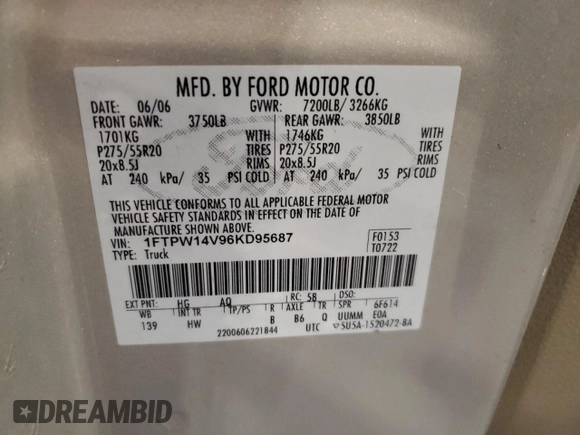 MFD. BY FORD MOTOR CO.
DATE: 06/06 GVWR: 7200LB/ 3266KG
FRONT GAWR: 3750LB REAR GAWR: 3850LB
1701KG WITH 1746KG WITH
P275/55R20 TIRES P275/55R20 TIRES
20x8.5J RIMS 20x8.5J RIMS
AT 240 kPa/ 35 PSI COLD AT 240 kPa/ 35 PSI COLD
THIS VEHICLE CONFORMS TO ALL APPLICABLE FEDERAL MOTOR
VEHICLE SAFETY STANDARDS IN EFFECT ON THE DATE OF
MANUFACTURE SHOWN ABOVE.
VIN: 1FTPW14V96KD95687 F0153
TYPE: Truck T0722
EXT PNT: HG AQ RC: 58 DSO:
WB INT TR TP/PS R AXLE TR SPR 6F614
139 HW B B6 Q UUMM E0A
2200606221844 UTC ▽5U5A-1520472-BA
DREAMBID